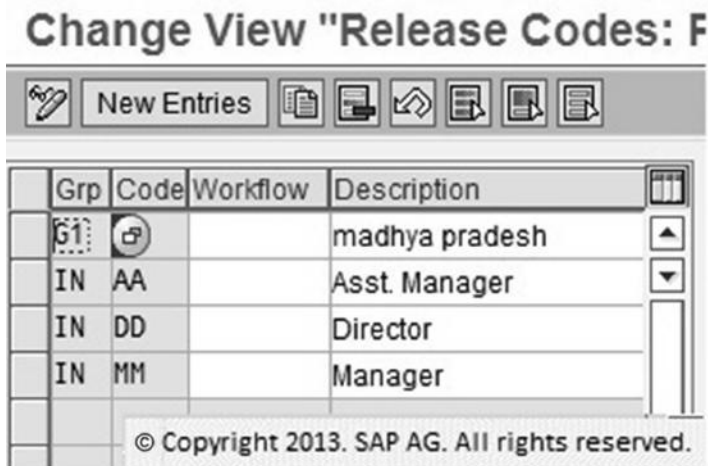 Change View "Release Codes: F
New Entries
Grp Code Workflow Description
G1 madhya pradesh
IN AA Asst. Manager
IN DD Director
IN MM Manager
© Copyright 2013. SAP AG. All rights reserved.